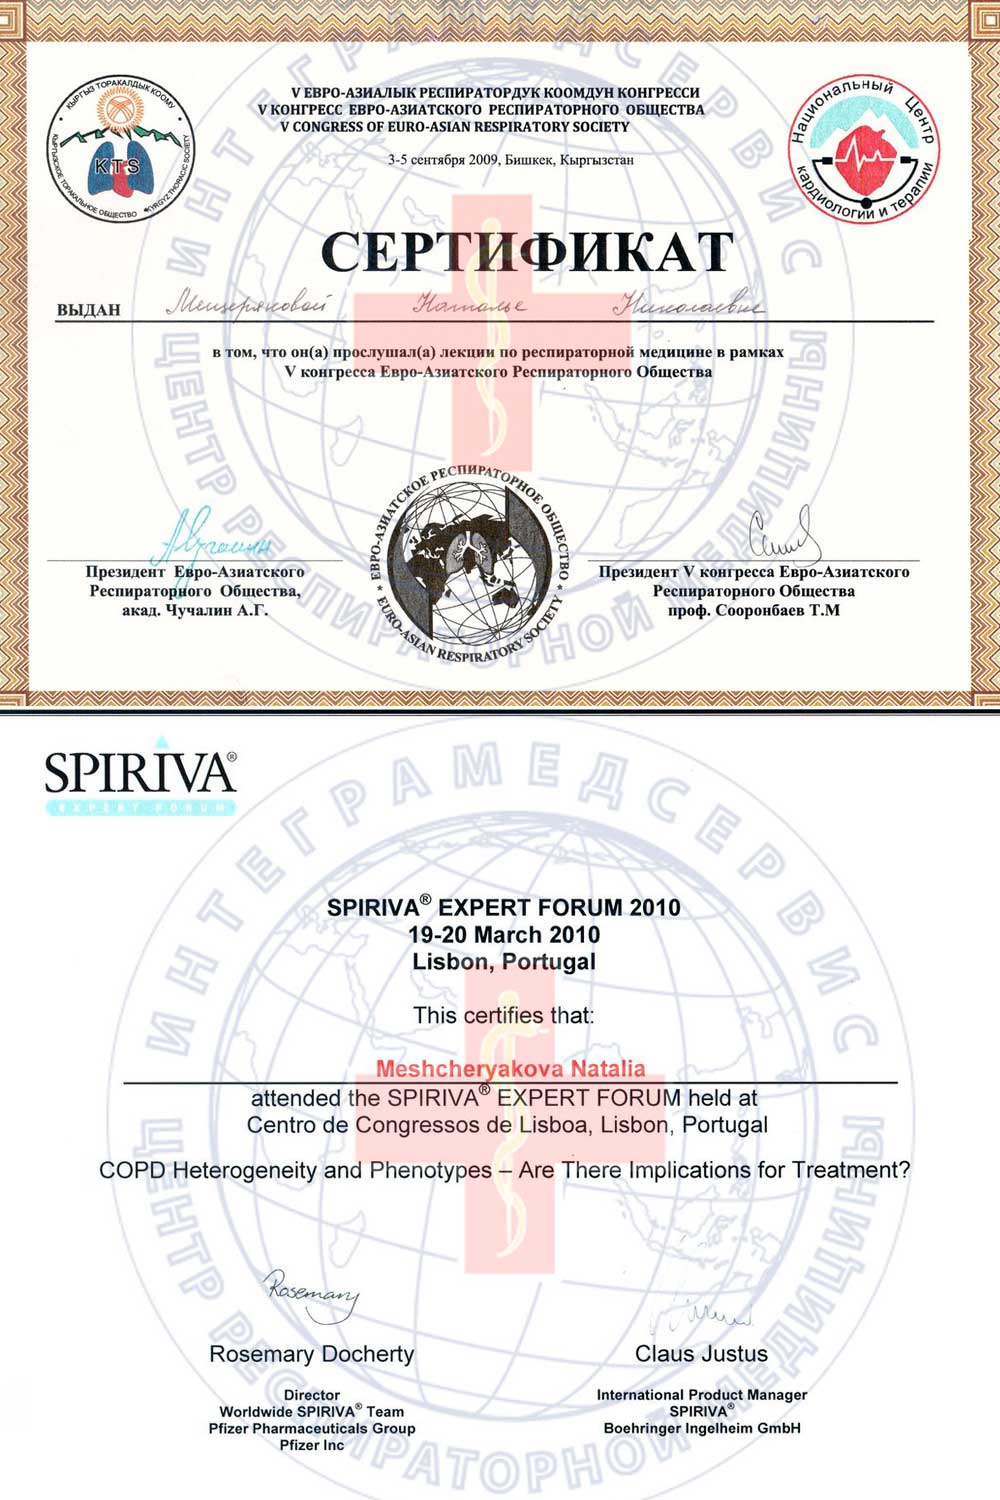 V ЕВРО-АЗИАЛЫК РЕСПИРАТОРДУК КООМДУН КОНГРЕССИ
V КОНГРЕСС ЕВРО-АЗИАТСКОГО РЕСПИРАТОРНОГО ОБЩЕСТВА
V CONGRESS OF EURO-ASIAN RESPIRATORY SOCIETY
3-5 сентября 2009, Бишкек, Кыргызстан
КЫРГЫЗ ТОРАКАЛДЫК КООМУ
KTS
КЫРГЫЗСКОЕ ТОРАКАЛЬНОЕ ОБЩЕСТВО
KYRGYZ THORACIC SOCIETY
Национальный Центр
кардиологии и терапии
СЕРТИФИКАТ
ВЫДАН Мещеряковой Наталье Николаевне
в том, что он(а) прослушал(а) лекции по респираторной медицине в рамках
V конгресса Евро-Азиатского Респираторного Общества
ЕВРО-АЗИАТСКОЕ РЕСПИРАТОРНОЕ ОБЩЕСТВО
EURO-ASIAN RESPIRATORY SOCIETY
Президент Евро-Азиатского
Респираторного Общества,
акад. Чучалин А.Г.
Президент V конгресса Евро-Азиатского
Респираторного Общества
проф. Сооронбаев Т.М
SPIRIVA®
EXPERT FORUM
SPIRIVA® EXPERT FORUM 2010
19-20 March 2010
Lisbon, Portugal
This certifies that:
Meshcheryakova Natalia
attended the SPIRIVA® EXPERT FORUM held at
Centro de Congressos de Lisboa, Lisbon, Portugal
COPD Heterogeneity and Phenotypes – Are There Implications for Treatment?
Rosemary
Rosemary Docherty
Director
Worldwide SPIRIVA® Team
Pfizer Pharmaceuticals Group
Pfizer Inc
Claus Justus
International Product Manager
SPIRIVA®
Boehringer Ingelheim GmbH
ИНТЕГРАМЕДСЕРВИС
ЦЕНТР РЕСПИРАТОРНОЙ МЕДИЦИНЫ